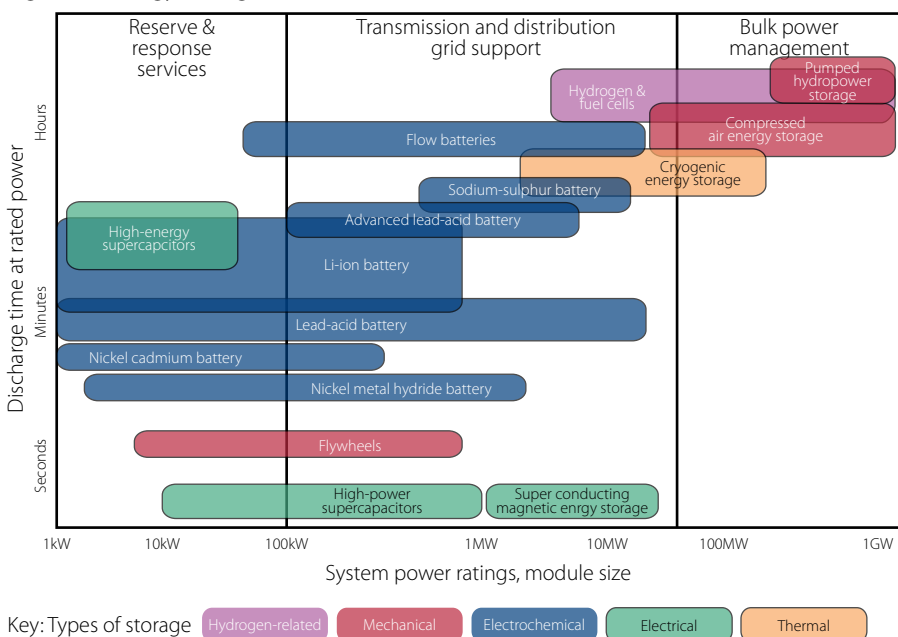 Reserve &
response
services
Transmission and distribution
grid support
Bulk power
management
Pumped
hydropower
storage
Hydrogen &
fuel cells
Compressed
air energy storage
Flow batteries
Cryogenic
energy storage
Sodium-sulphur battery
Advanced lead-acid battery
High-energy
supercapcitors
Li-ion battery
Lead-acid battery
Nickel cadmium battery
Nickel metal hydride battery
Flywheels
High-power
supercapacitors
Super conducting
magnetic enrgy storage
Discharge time at rated power
Hours
Minutes
Seconds
1kW
10kW
100kW
1MW
10MW
100MW
1GW
System power ratings, module size
Key: Types of storage
Hydrogen-related
Mechanical
Electrochemical
Electrical
Thermal